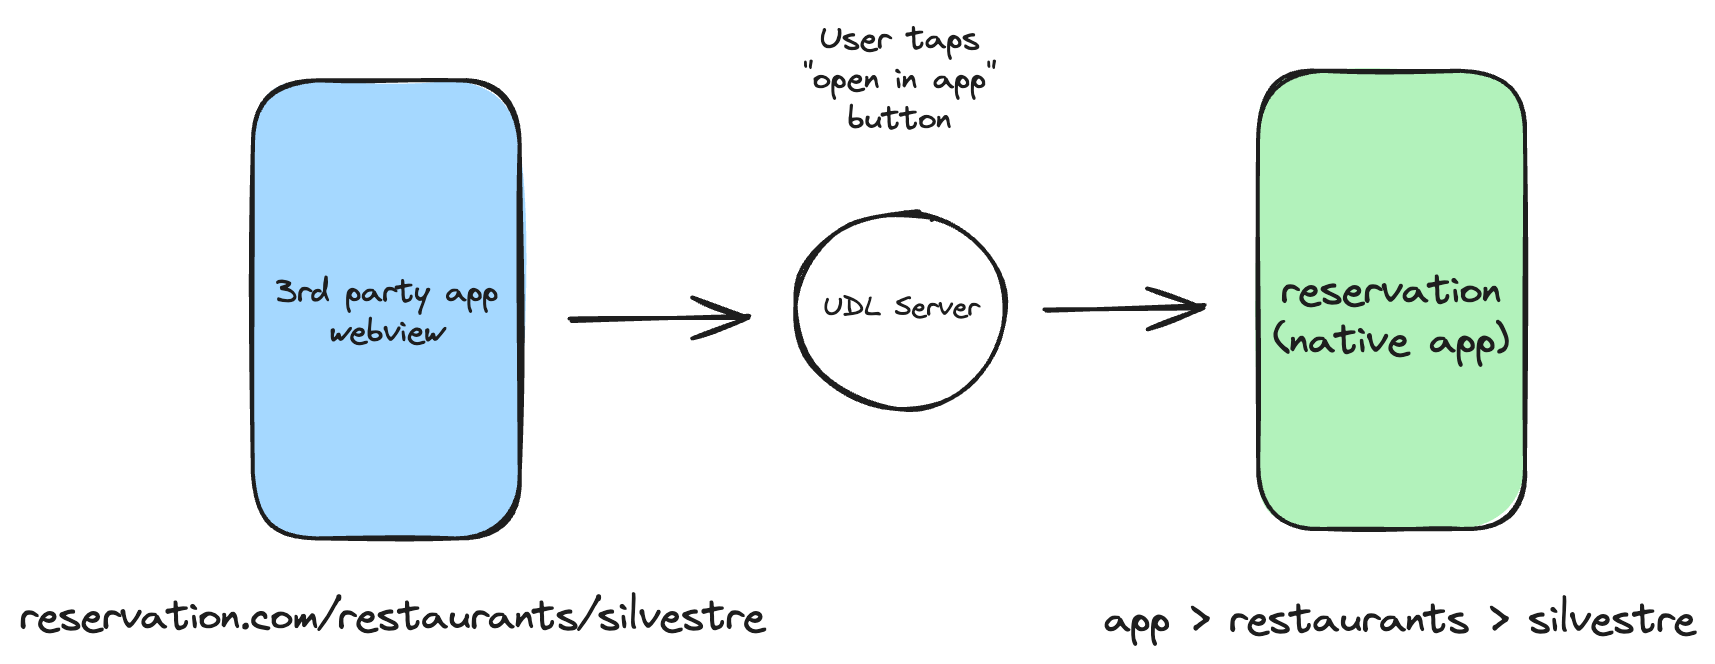 User taps
"open in app"
button
3rd party app
webview
UDL Server
reservation
(native app)
reservation.com/restaurants/silvestre
app > restaurants > silvestre